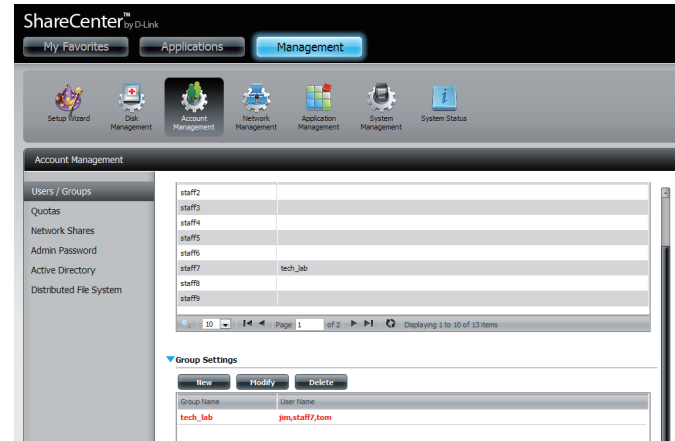 ShareCenter™ by D-Link
My Favorites Applications Management
Setup Wizard Disk Management Account Management Network Management Application Management System Management System Status
Account Management
Users / Groups
Quotas
Network Shares
Admin Password
Active Directory
Distributed File System
staff2
staff3
staff4
staff5
staff6
staff7 tech_lab
staff8
staff9
10 Page 1 of 2 Displaying 1 to 10 of 13 items
Group Settings
New Modify Delete
Group Name User Name
tech_lab jim,staff7,tom